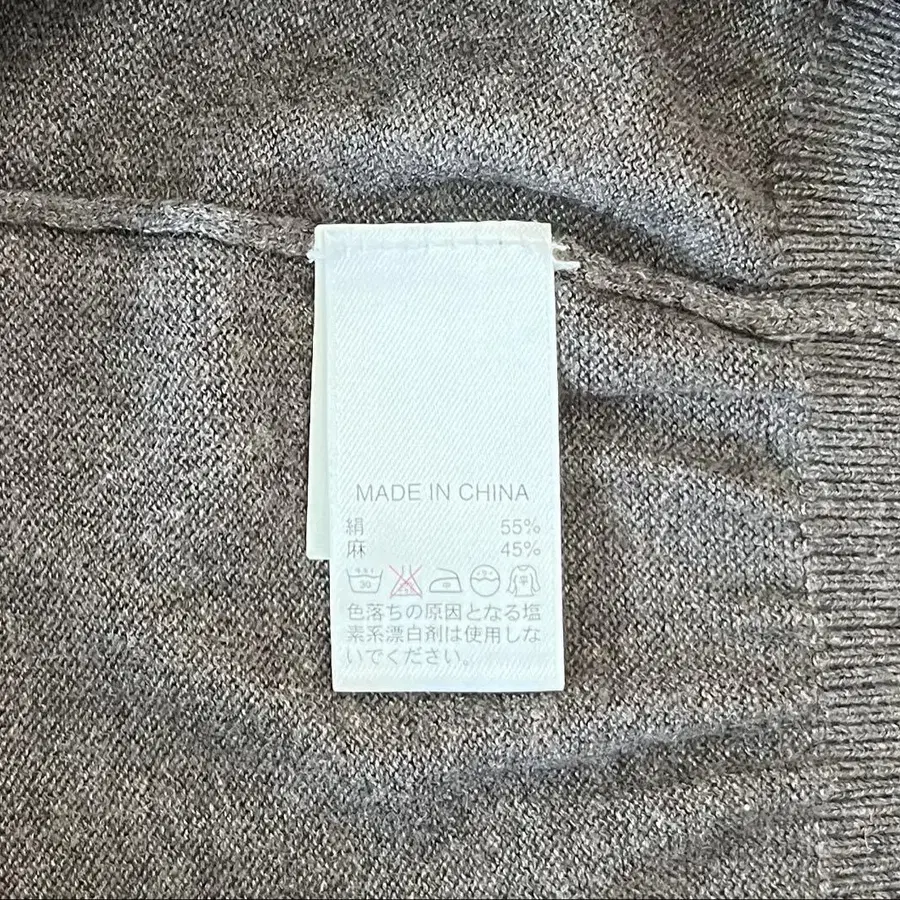 MADE IN CHINA
絹 55%
麻 45%
30
色落ちの原因となる塩
素系漂白剤は使用しな
いでください。